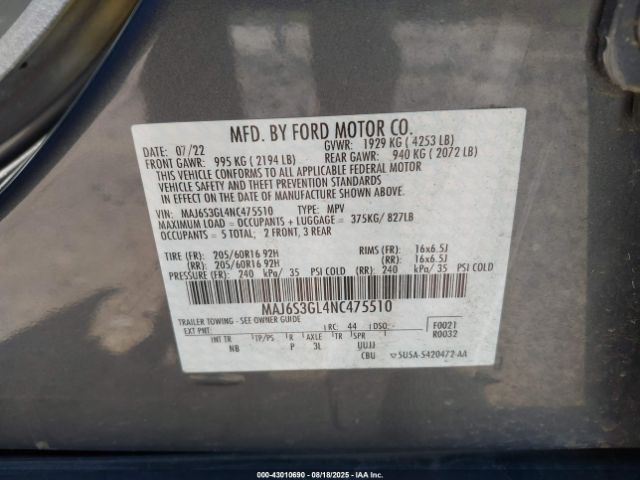 MFD. BY FORD MOTOR CO.
DATE: 07/22 GVWR: 1929 KG ( 4253 LB)
FRONT GAWR: 995 KG ( 2194 LB) REAR GAWR: 940 KG ( 2072 LB)
THIS VEHICLE CONFORMS TO ALL APPLICABLE FEDERAL MOTOR
VEHICLE SAFETY AND THEFT PREVENTION STANDARDS
IN EFFECT ON THE DATE OF MANUFACTURE SHOWN ABOVE.
VIN: MAJ6S3GL4NC475510 TYPE: MPV
MAXIMUM LOAD = OCCUPANTS + LUGGAGE = 375KG/ 827LB
OCCUPANTS = 5 TOTAL; 2 FRONT, 3 REAR
TIRE (FR): 205/60R16 92H RIMS (FR): 16x6.5J
(RR): 205/60R16 92H (RR): 16x6.5J
PRESSURE (FR): 240 kPa/ 35 PSI COLD (RR): 240 kPa/ 35 PSI COLD
MAJ6S3GL4NC475510
TRAILER TOWING - SEE OWNER GUIDE
EXT PNT: RC: 44 DSO: F0021
R0032
INT TR TP/PS R AXLE TR SPR UUJJ
NB P 3L CBU 5U5A-5420472-AA
000-43010690 - 08/18/2025 - IAAI.com